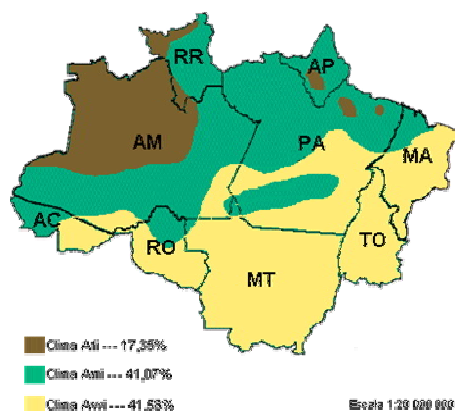 RR
AP
AM
PA
MA
AC
RO
TO
MT
Clima Afi --- 17,35%
Clima Ami --- 41,07%
Clima Awi --- 41,58%
Escala 1:20 000 000